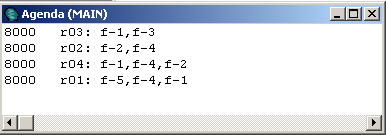 Agenda (MAIN)
8000 r03: f-1,f-3
8000 r02: f-2,f-4
8000 r04: f-1,f-4,f-2
8000 r01: f-5,f-4,f-1